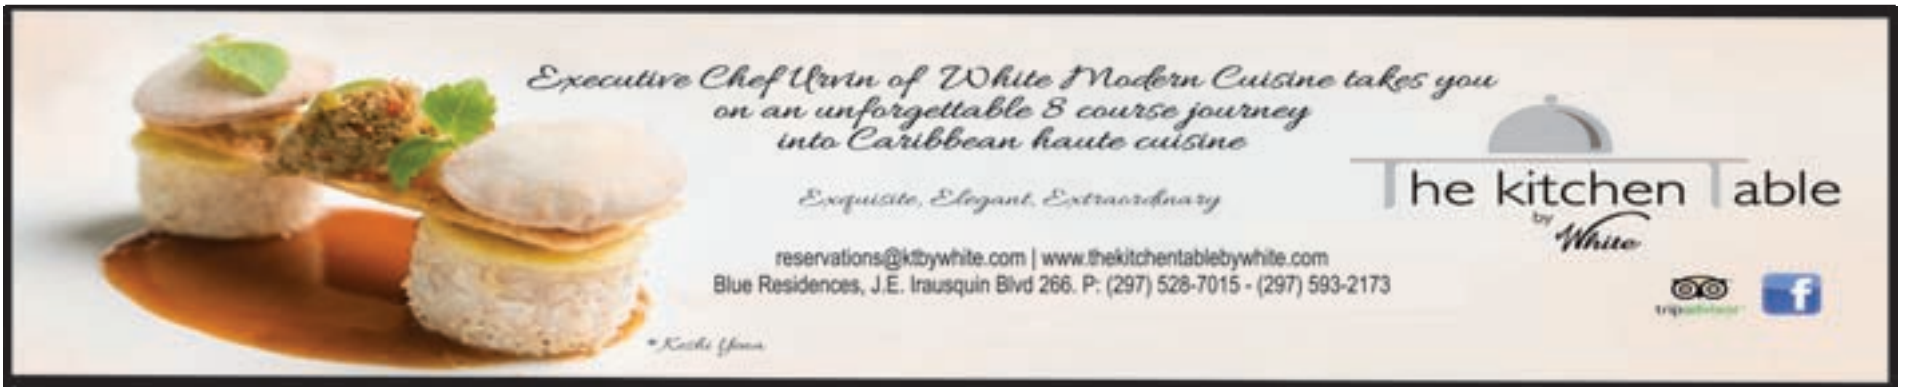 Executive Chef Urvin of White Modern Cuisine takes you
on an unforgettable 8 course journey
into Caribbean haute cuisine
Exquisite, Elegant, Extraordinary
reservations@ktbywhite.com | www.thekitchentablebywhite.com
Blue Residences, J.E. Irausquin Blvd 266. P: (297) 528-7015 - (297) 593-2173
* Keshi Yena
The kitchen Table
by
White
tripadvisor
f